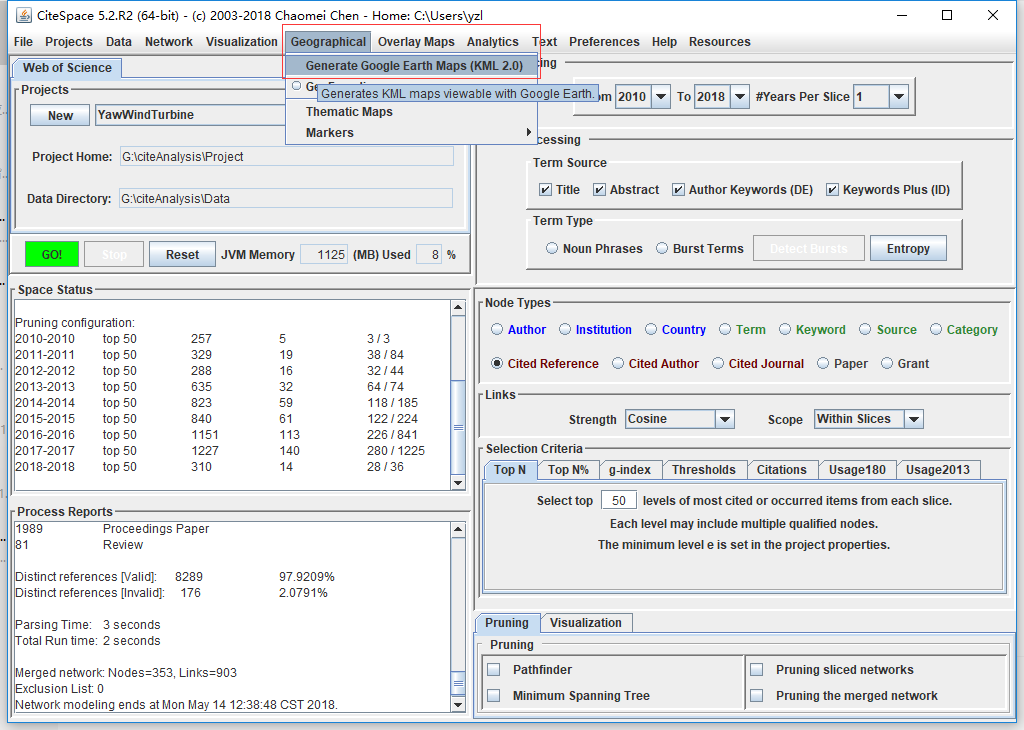 CiteSpace 5.2.R2 (64-bit) - (c) 2003-2018 Chaomei Chen - Home: C:\Users\yzl
File Projects Data Network Visualization Geographical Overlay Maps Analytics Text Preferences Help Resources
Generate Google Earth Maps (KML 2.0)
Generates KML maps viewable with Google Earth.
Thematic Maps
Markers
Web of Science
Projects
New YawWindTurbine
Project Home: G:\citeAnalysis\Project
Data Directory: G:\citeAnalysis\Data
GO! Stop Reset JVM Memory 1125 (MB) Used 8 %
2010 To 2018 #Years Per Slice 1
Term Source
Title Abstract Author Keywords (DE) Keywords Plus (ID)
Term Type
Noun Phrases Burst Terms Detect Bursts Entropy
Space Status
Pruning configuration:
2010-2010 top 50 257 5 3 / 3
2011-2011 top 50 329 19 38 / 84
2012-2012 top 50 288 16 32 / 44
2013-2013 top 50 635 32 64 / 74
2014-2014 top 50 823 59 118 / 185
2015-2015 top 50 840 61 122 / 224
2016-2016 top 50 1151 113 226 / 841
2017-2017 top 50 1227 140 280 / 1225
2018-2018 top 50 310 14 28 / 36
Process Reports
1989 Proceedings Paper
81 Review
Distinct references [Valid]: 8289 97.9209%
Distinct references [Invalid]: 176 2.0791%
Parsing Time: 3 seconds
Total Run time: 2 seconds
Merged network: Nodes=353, Links=903
Exclusion List: 0
Network modeling ends at Mon May 14 12:38:48 CST 2018.
Node Types
Author Institution Country Term Keyword Source Category
Cited Reference Cited Author Cited Journal Paper Grant
Links
Strength Cosine Scope Within Slices
Selection Criteria
Top N Top N% g-index Thresholds Citations Usage180 Usage2013
Select top 50 levels of most cited or occurred items from each slice.
Each level may include multiple qualified nodes.
The minimum level e is set in the project properties.
Pruning Visualization
Pruning
Pathfinder Pruning sliced networks
Minimum Spanning Tree Pruning the merged network